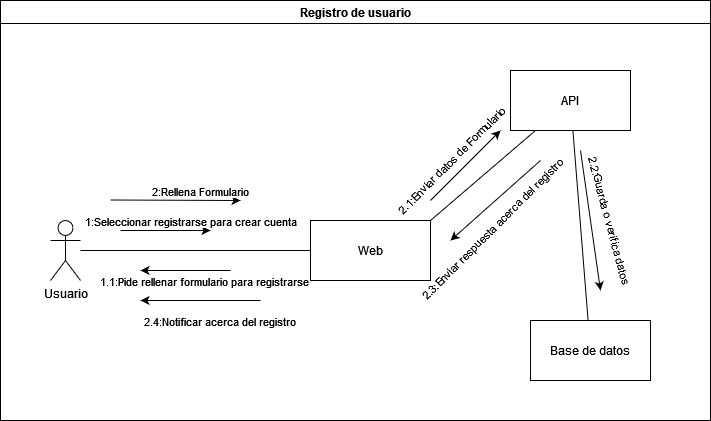 Registro de usuario
API
2.1:Enviar datos de Formulario
2.2:Guarda o verifica datos
2:Rellena Formulario
1:Seleccionar registrarse para crear cuenta
Web
2.3:Enviar respuesta acerca del registro
1.1:Pide rellenar formulario para registrarse
Usuario
2.4:Notificar acerca del registro
Base de datos